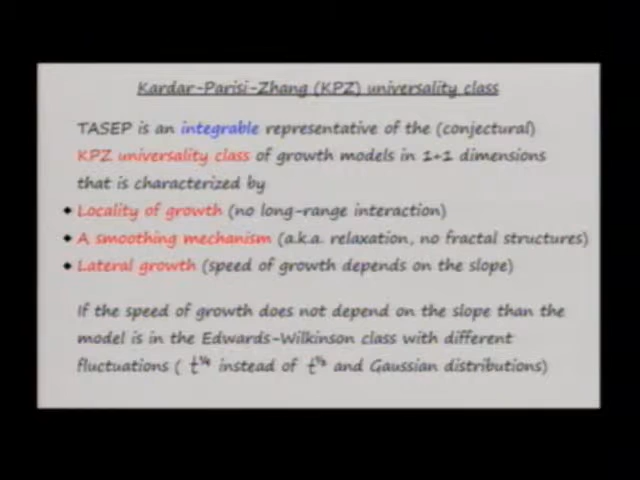 Kardar-Parisi-Zhang (KPZ) universality class
TASEP is an integrable representative of the (conjectural)
KPZ universality class of growth models in 1+1 dimensions
that is characterized by
• Locality of growth (no long-range interaction)
• A smoothing mechanism (a.k.a. relaxation, no fractal structures)
• Lateral growth (speed of growth depends on the slope)
If the speed of growth does not depend on the slope than the
model is in the Edwards-Wilkinson class with different
fluctuations ( t^¼ instead of t^⅓ and Gaussian distributions)